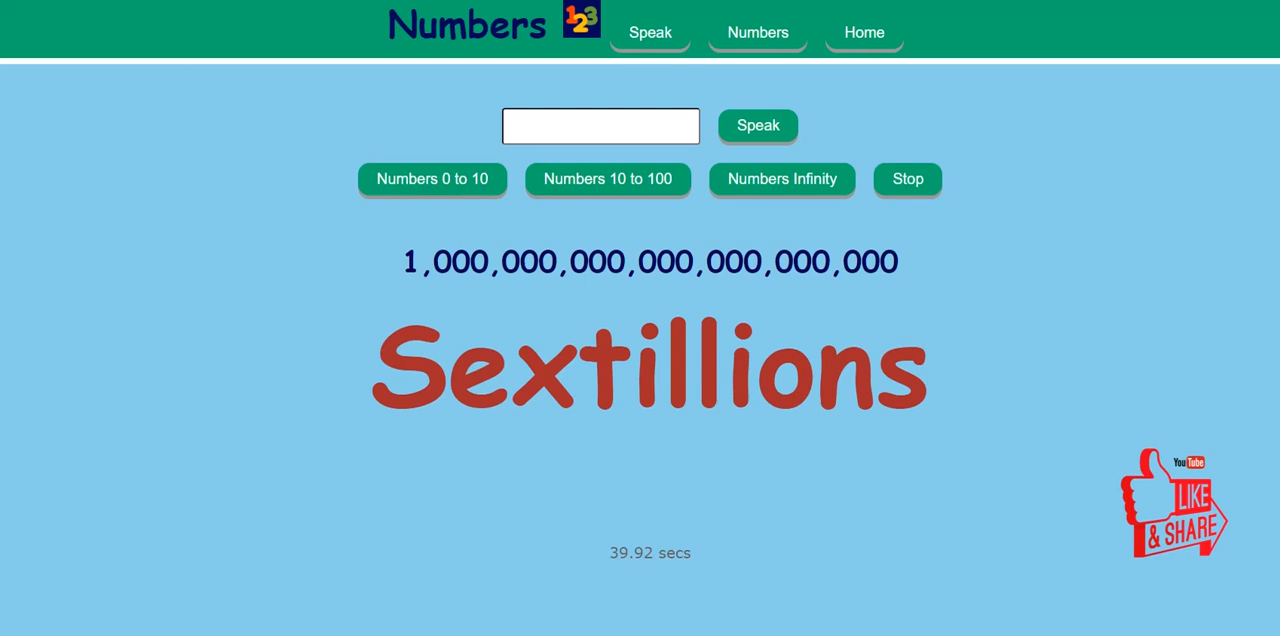 Numbers 123 Speak Numbers Home
Speak
Numbers 0 to 10 Numbers 10 to 100 Numbers Infinity Stop
1,000,000,000,000,000,000,000
Sextillions
YouTube
LIKE
& SHARE
39.92 secs